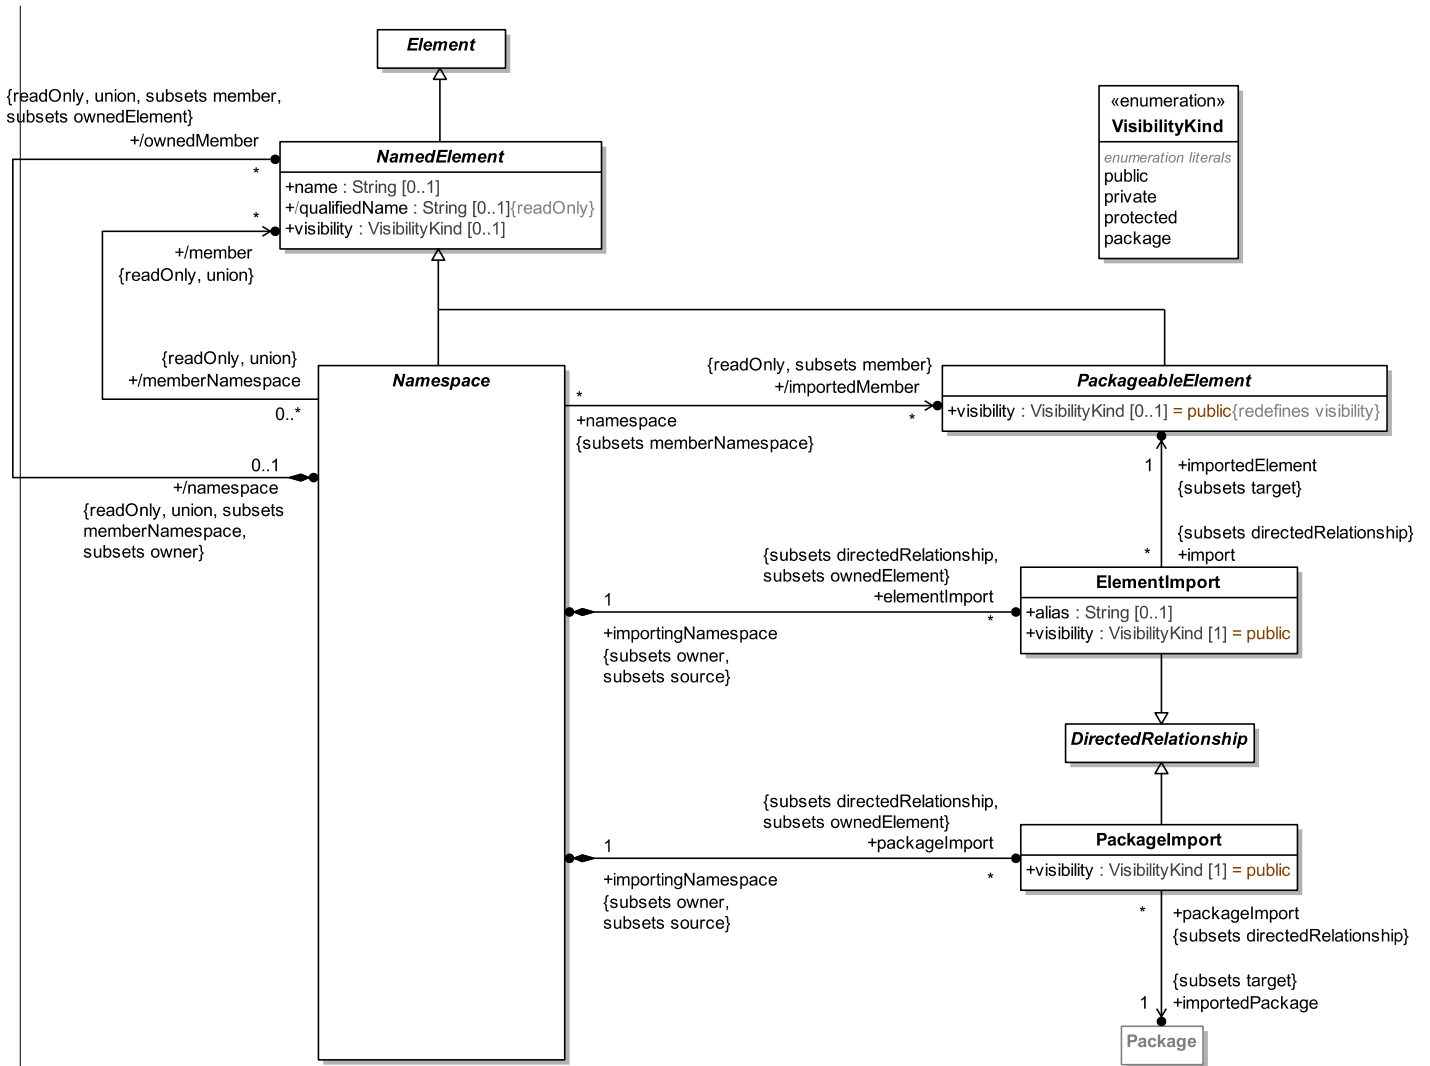 Element
{readOnly, union, subsets member,
subsets ownedElement}
+/ownedMember
*
«enumeration»
VisibilityKind
enumeration literals
public
private
protected
package
NamedElement
+name : String [0..1]
+/qualifiedName : String [0..1]{readOnly}
+visibility : VisibilityKind [0..1]
*
+/member
{readOnly, union}
{readOnly, union}
+/memberNamespace
0..*
0..1
+/namespace
{readOnly, union, subsets
memberNamespace,
subsets owner}
Namespace
{readOnly, subsets member}
+/importedMember
*
*
+namespace
{subsets memberNamespace}
PackageableElement
+visibility : VisibilityKind [0..1] = public{redefines visibility}
1
+importedElement
{subsets target}
{subsets directedRelationship}
*
+import
{subsets directedRelationship,
subsets ownedElement}
+elementImport
1
*
+importingNamespace
{subsets owner,
subsets source}
ElementImport
+alias : String [0..1]
+visibility : VisibilityKind [1] = public
DirectedRelationship
{subsets directedRelationship,
subsets ownedElement}
+packageImport
1
*
+importingNamespace
{subsets owner,
subsets source}
PackageImport
+visibility : VisibilityKind [1] = public
*
+packageImport
{subsets directedRelationship}
{subsets target}
1
+importedPackage
Package